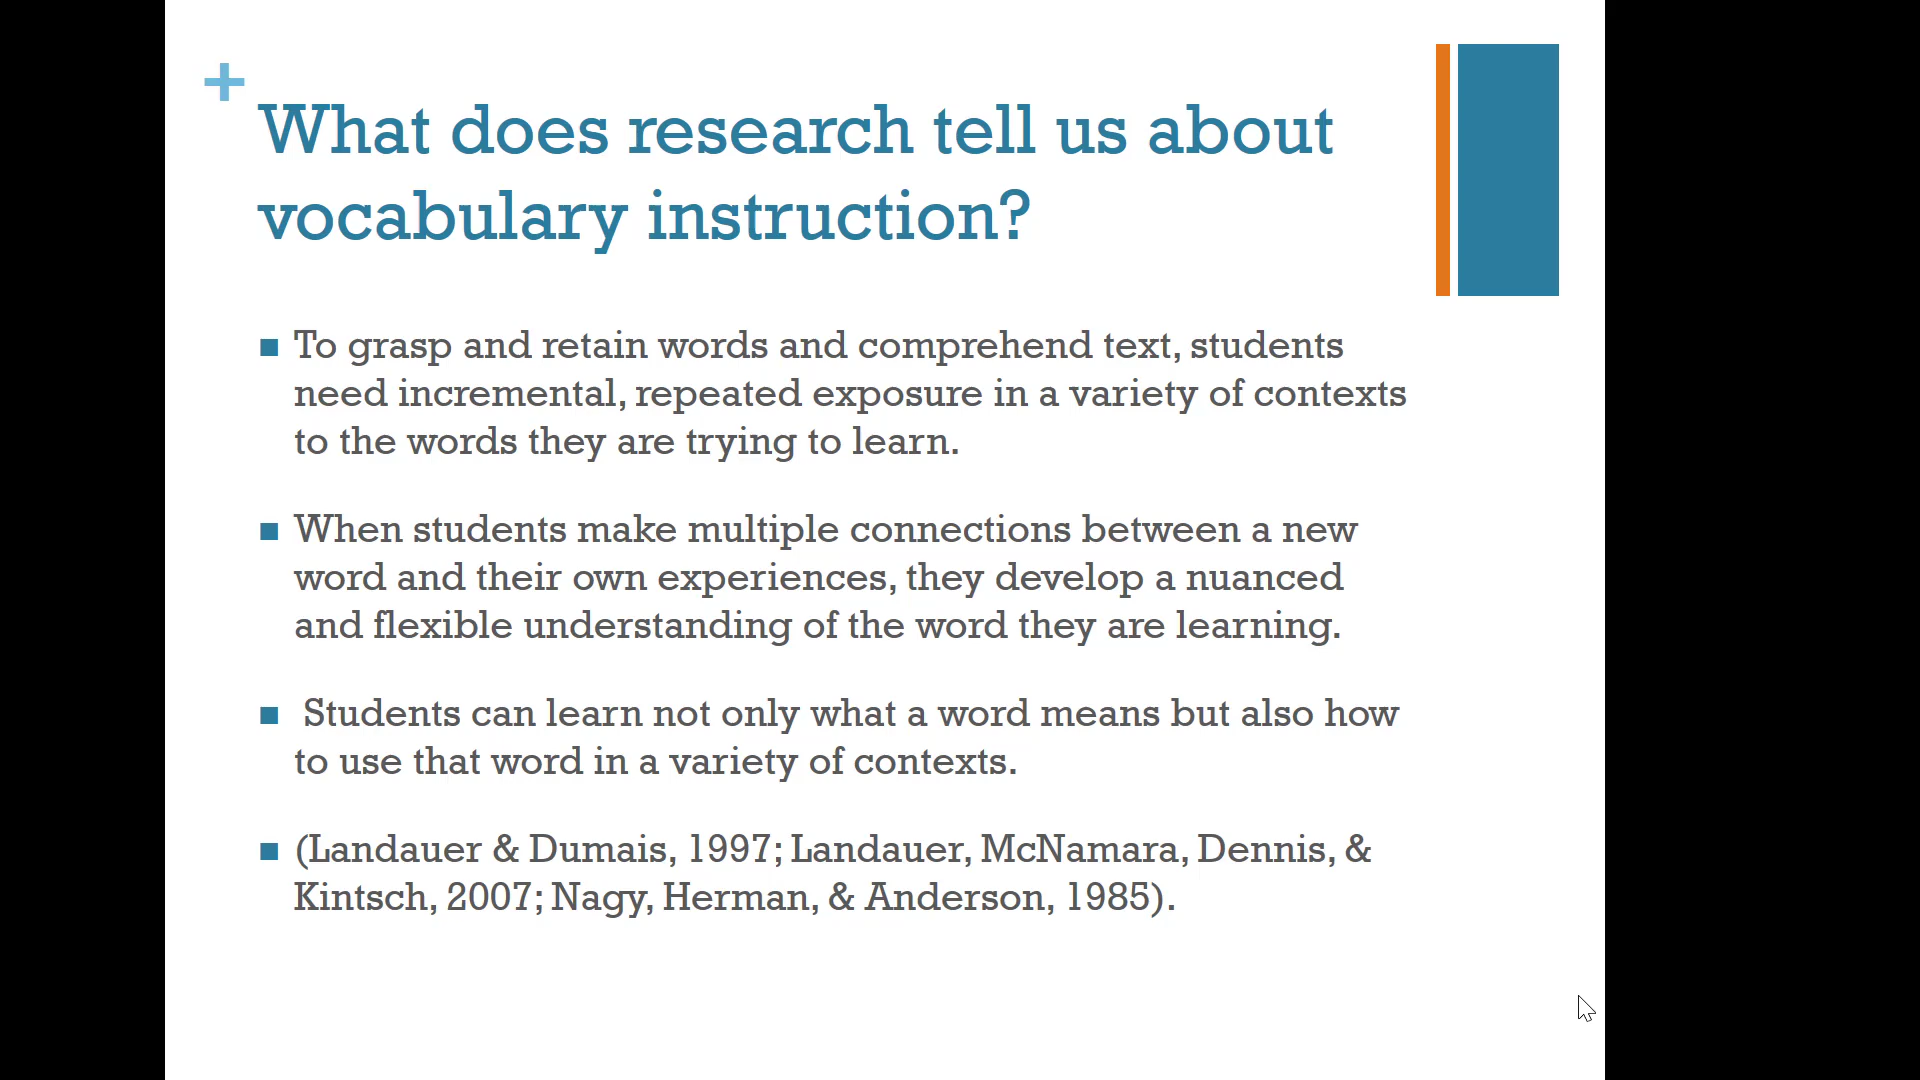 +
What does research tell us about
vocabulary instruction?
■ To grasp and retain words and comprehend text, students
need incremental, repeated exposure in a variety of contexts
to the words they are trying to learn.
■ When students make multiple connections between a new
word and their own experiences, they develop a nuanced
and flexible understanding of the word they are learning.
■ Students can learn not only what a word means but also how
to use that word in a variety of contexts.
■ (Landauer & Dumais, 1997; Landauer, McNamara, Dennis, &
Kintsch, 2007; Nagy, Herman, & Anderson, 1985).